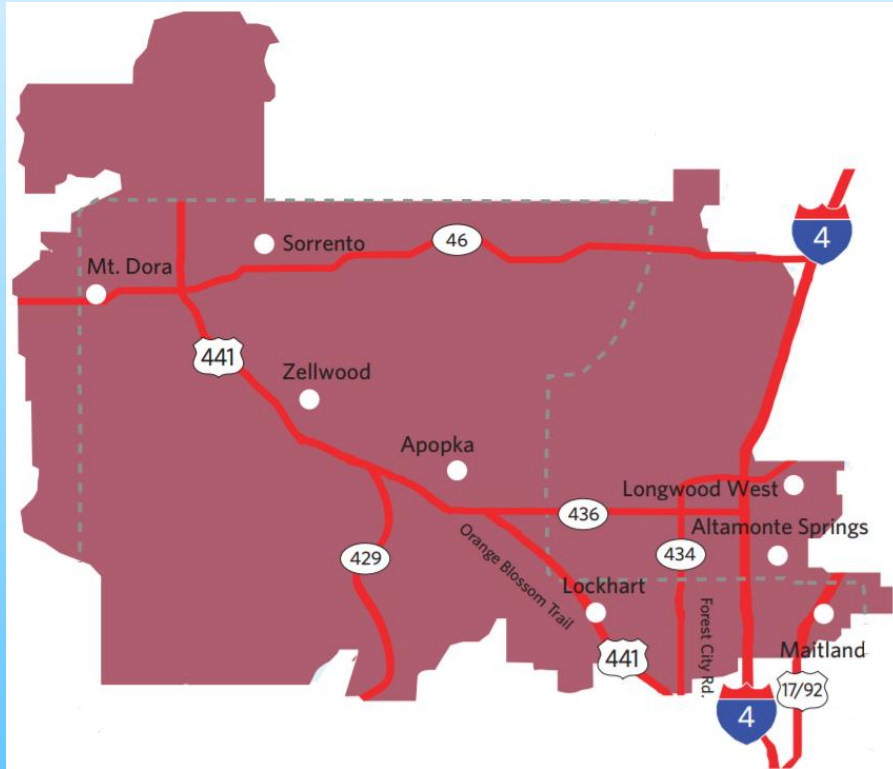 4
Sorrento
46
Mt. Dora
441
Zellwood
Apopka
Longwood West
436
Altamonte Springs
429
434
Orange Blossom Trail
Lockhart
Forest City Rd.
Maitland
441
17/92
4